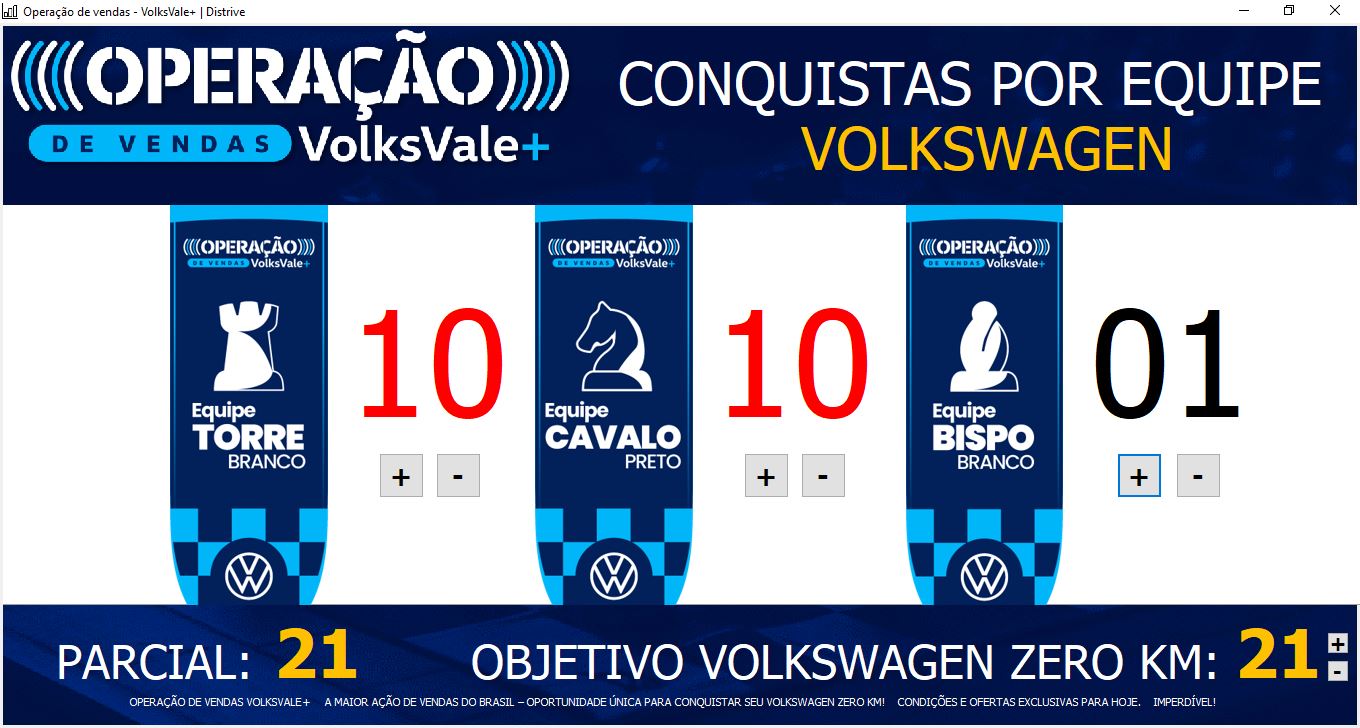 Operação de vendas - VolksVale+ | Distrive
OPERAÇÃO
DE VENDAS VolksVale+
CONQUISTAS POR EQUIPE
VOLKSWAGEN
OPERAÇÃO
DE VENDAS VolksVale+
Equipe
TORRE
BRANCO
10
+ -
OPERAÇÃO
DE VENDAS VolksVale+
Equipe
CAVALO
PRETO
10
+ -
OPERAÇÃO
DE VENDAS VolksVale+
Equipe
BISPO
BRANCO
01
+ -
PARCIAL: 21
OBJETIVO VOLKSWAGEN ZERO KM: 21
+
-
OPERAÇÃO DE VENDAS VOLKSVALE+ A MAIOR AÇÃO DE VENDAS DO BRASIL – OPORTUNIDADE ÚNICA PARA CONQUISTAR SEU VOLKSWAGEN ZERO KM! CONDIÇÕES E OFERTAS EXCLUSIVAS PARA HOJE. IMPERDÍVEL!